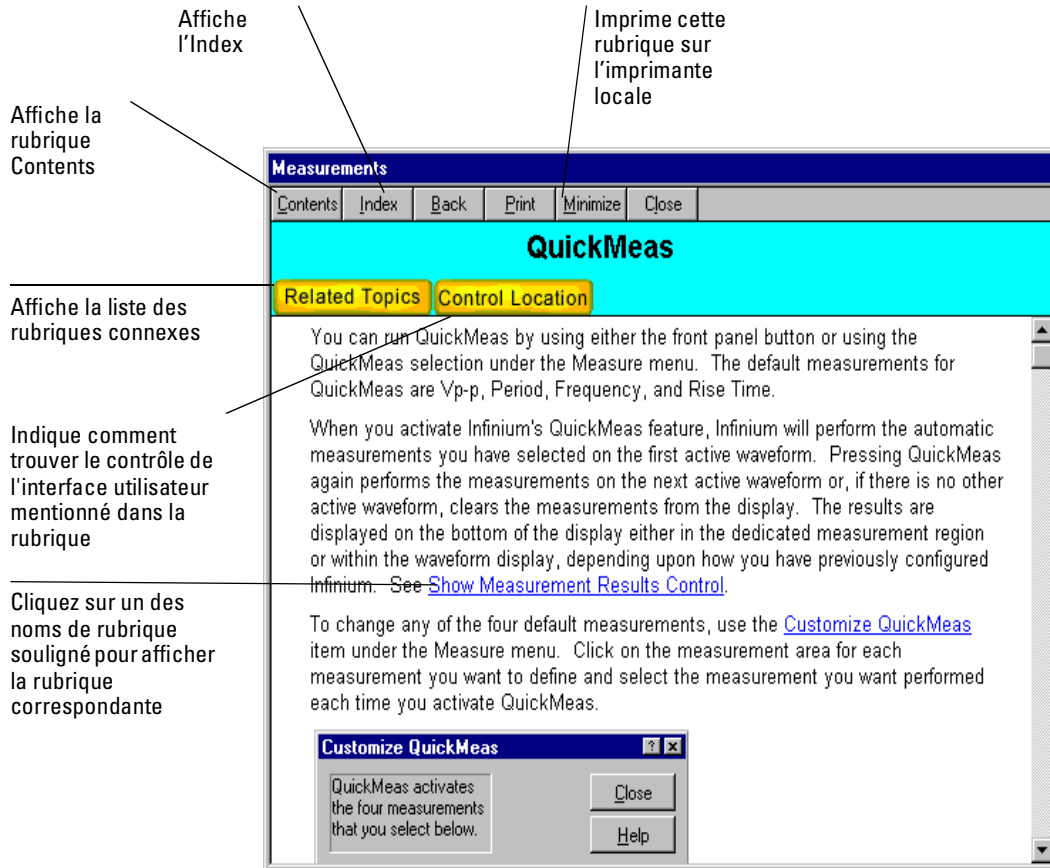 Affiche
l'Index
Imprime cette
rubrique sur
l'imprimante
locale
Affiche la
rubrique
Contents
Affiche la liste des
rubriques connexes
Indique comment
trouver le contrôle de
l'interface utilisateur
mentionné dans la
rubrique
Cliquez sur un des
noms de rubrique
souligné pour afficher
la rubrique
correspondante
Measurements
Contents Index Back Print Minimize Close
QuickMeas
Related Topics Control Location
You can run QuickMeas by using either the front panel button or using the
QuickMeas selection under the Measure menu. The default measurements for
QuickMeas are Vp-p, Period, Frequency, and Rise Time.
When you activate Infinium's QuickMeas feature, Infinium will perform the automatic
measurements you have selected on the first active waveform. Pressing QuickMeas
again performs the measurements on the next active waveform or, if there is no other
active waveform, clears the measurements from the display. The results are
displayed on the bottom of the display either in the dedicated measurement region
or within the waveform display, depending upon how you have previously configured
Infinium. See Show Measurement Results Control.
To change any of the four default measurements, use the Customize QuickMeas
item under the Measure menu. Click on the measurement area for each
measurement you want to define and select the measurement you want performed
each time you activate QuickMeas.
Customize QuickMeas
QuickMeas activates
the four measurements
that you select below.
Close
Help